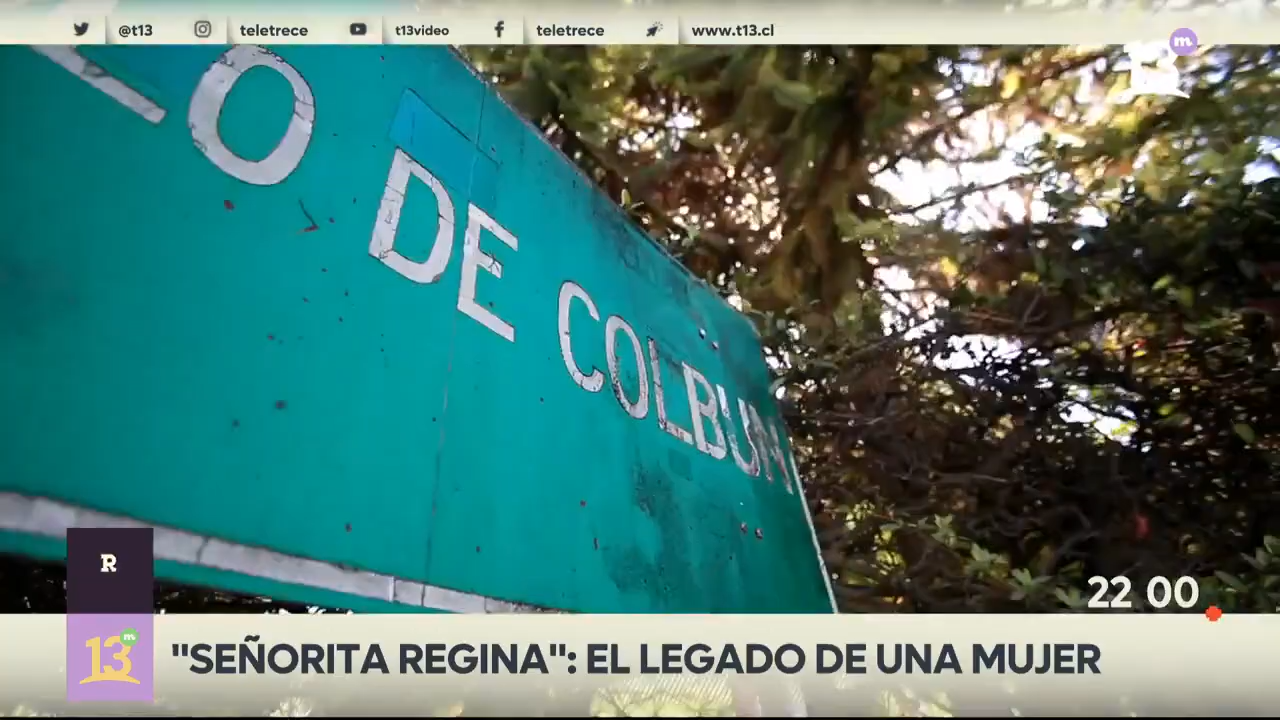 @t13 teletrece t13video teletrece www.t13.cl
m
13
O DE COLBUN
R
22 00
13 m
"SEÑORITA REGINA": EL LEGADO DE UNA MUJER